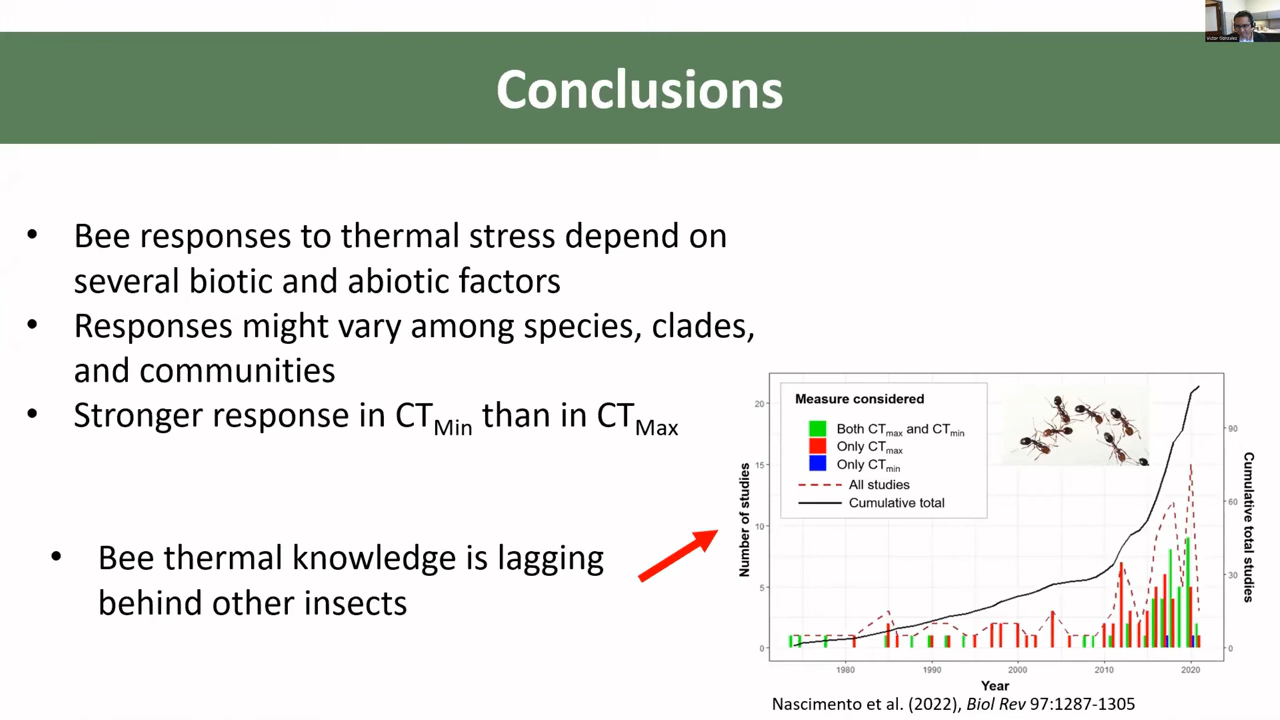 Victor Gonzalez
Conclusions
• Bee responses to thermal stress depend on
several biotic and abiotic factors
• Responses might vary among species, clades,
and communities
• Stronger response in CTMin than in CTMax
• Bee thermal knowledge is lagging
behind other insects
Measure considered
Both CTmax and CTmin
Only CTmax
Only CTmin
All studies
Cumulative total
Number of studies
20
15
10
5
0
Cumulative total studies
90
60
30
0
1980 1990 2000 2010 2020
Year
Nascimento et al. (2022), Biol Rev 97:1287-1305